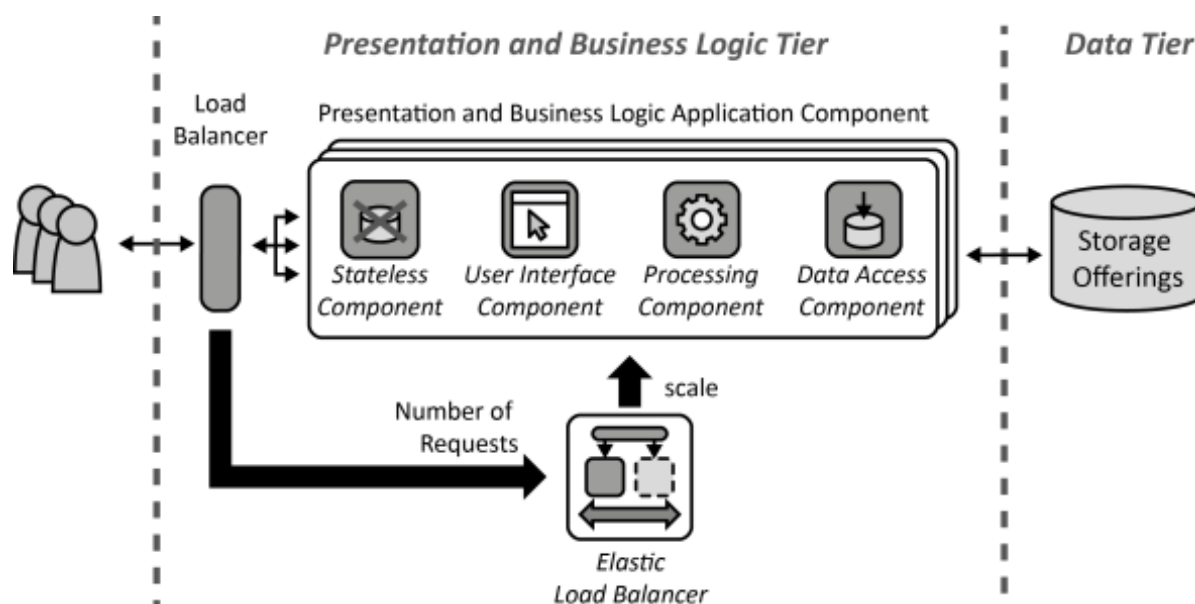 Presentation and Business Logic Tier
Data Tier
Load
Balancer
Presentation and Business Logic Application Component
Stateless
Component
User Interface
Component
Processing
Component
Data Access
Component
Storage
Offerings
scale
Number of
Requests
Elastic
Load Balancer